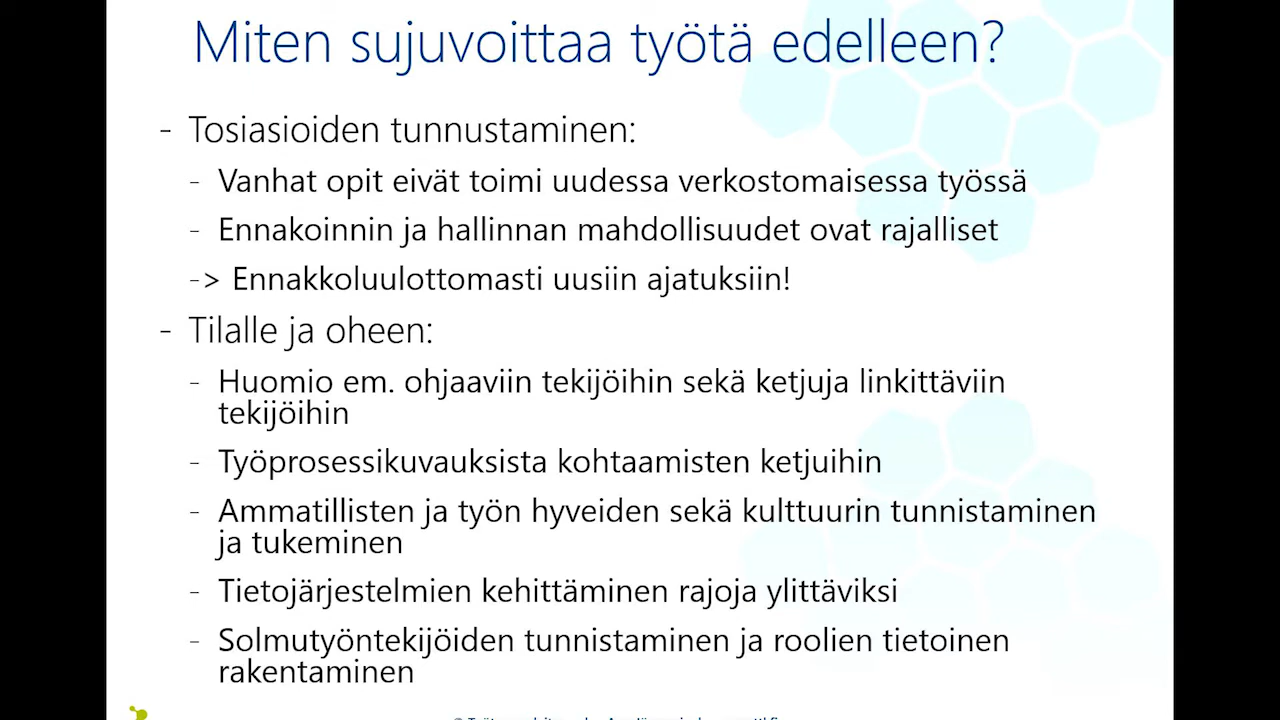 Miten sujuvoittaa työtä edelleen?
- Tosiasioiden tunnustaminen:
- Vanhat opit eivät toimi uudessa verkostomaisessa työssä
- Ennakoinnin ja hallinnan mahdollisuudet ovat rajalliset
-> Ennakkoluulottomasti uusiin ajatuksiin!
- Tilalle ja oheen:
- Huomio em. ohjaaviin tekijöihin sekä ketjuja linkittäviin
tekijöihin
- Työprosessikuvauksista kohtaamisten ketjuihin
- Ammatillisten ja työn hyveiden sekä kulttuurin tunnistaminen
ja tukeminen
- Tietojärjestelmien kehittäminen rajoja ylittäviksi
- Solmutyöntekijöiden tunnistaminen ja roolien tietoinen
rakentaminen